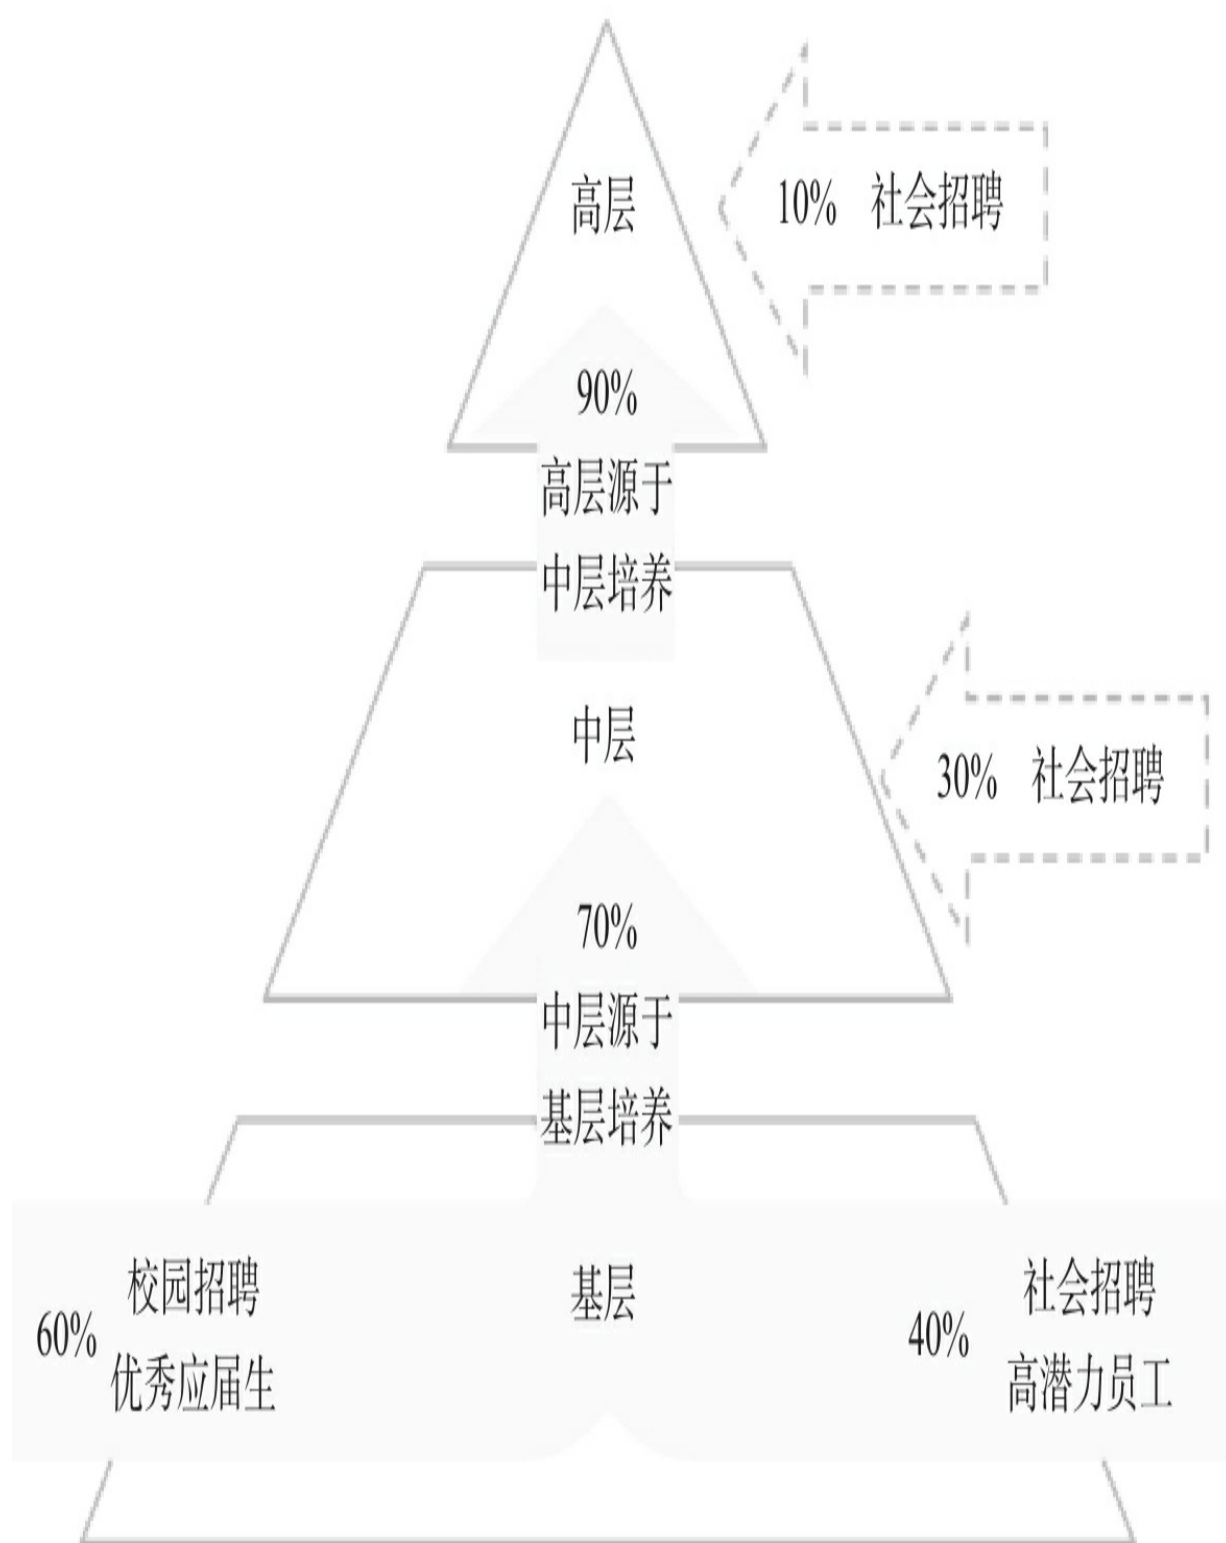 高层
10% 社会招聘
90%
高层源于
中层培养
中层
30% 社会招聘
70%
中层源于
基层培养
基层
60%
校园招聘
优秀应届生
40%
社会招聘
高潜力员工